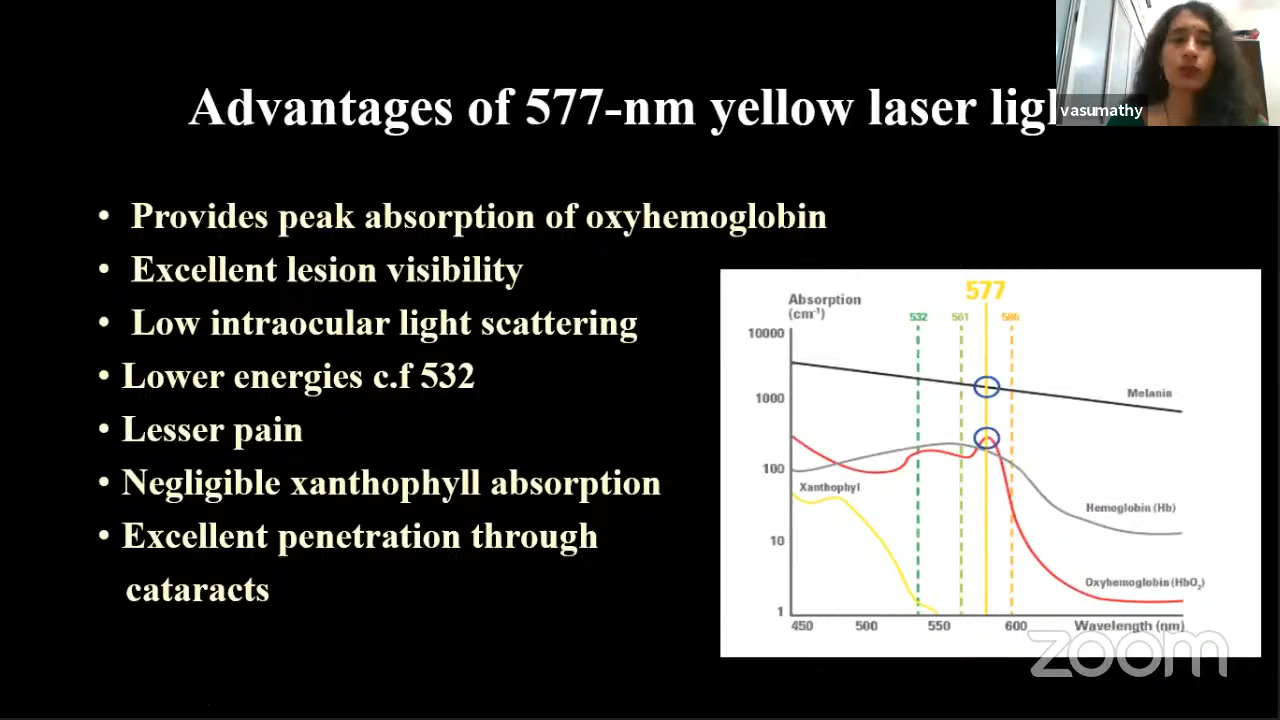 Advantages of 577-nm yellow laser ligh
vasumathy
• Provides peak absorption of oxyhemoglobin
• Excellent lesion visibility
• Low intraocular light scattering
• Lower energies c.f 532
• Lesser pain
• Negligible xanthophyll absorption
• Excellent penetration through
cataracts
577
Absorption
(cm⁻¹)
532
561
586
10000
1000
100
10
1
Melanin
Xanthophyl
Hemoglobin (Hb)
Oxyhemoglobin (HbO₂)
450 500 550 600 Wavelength (nm)
zoom